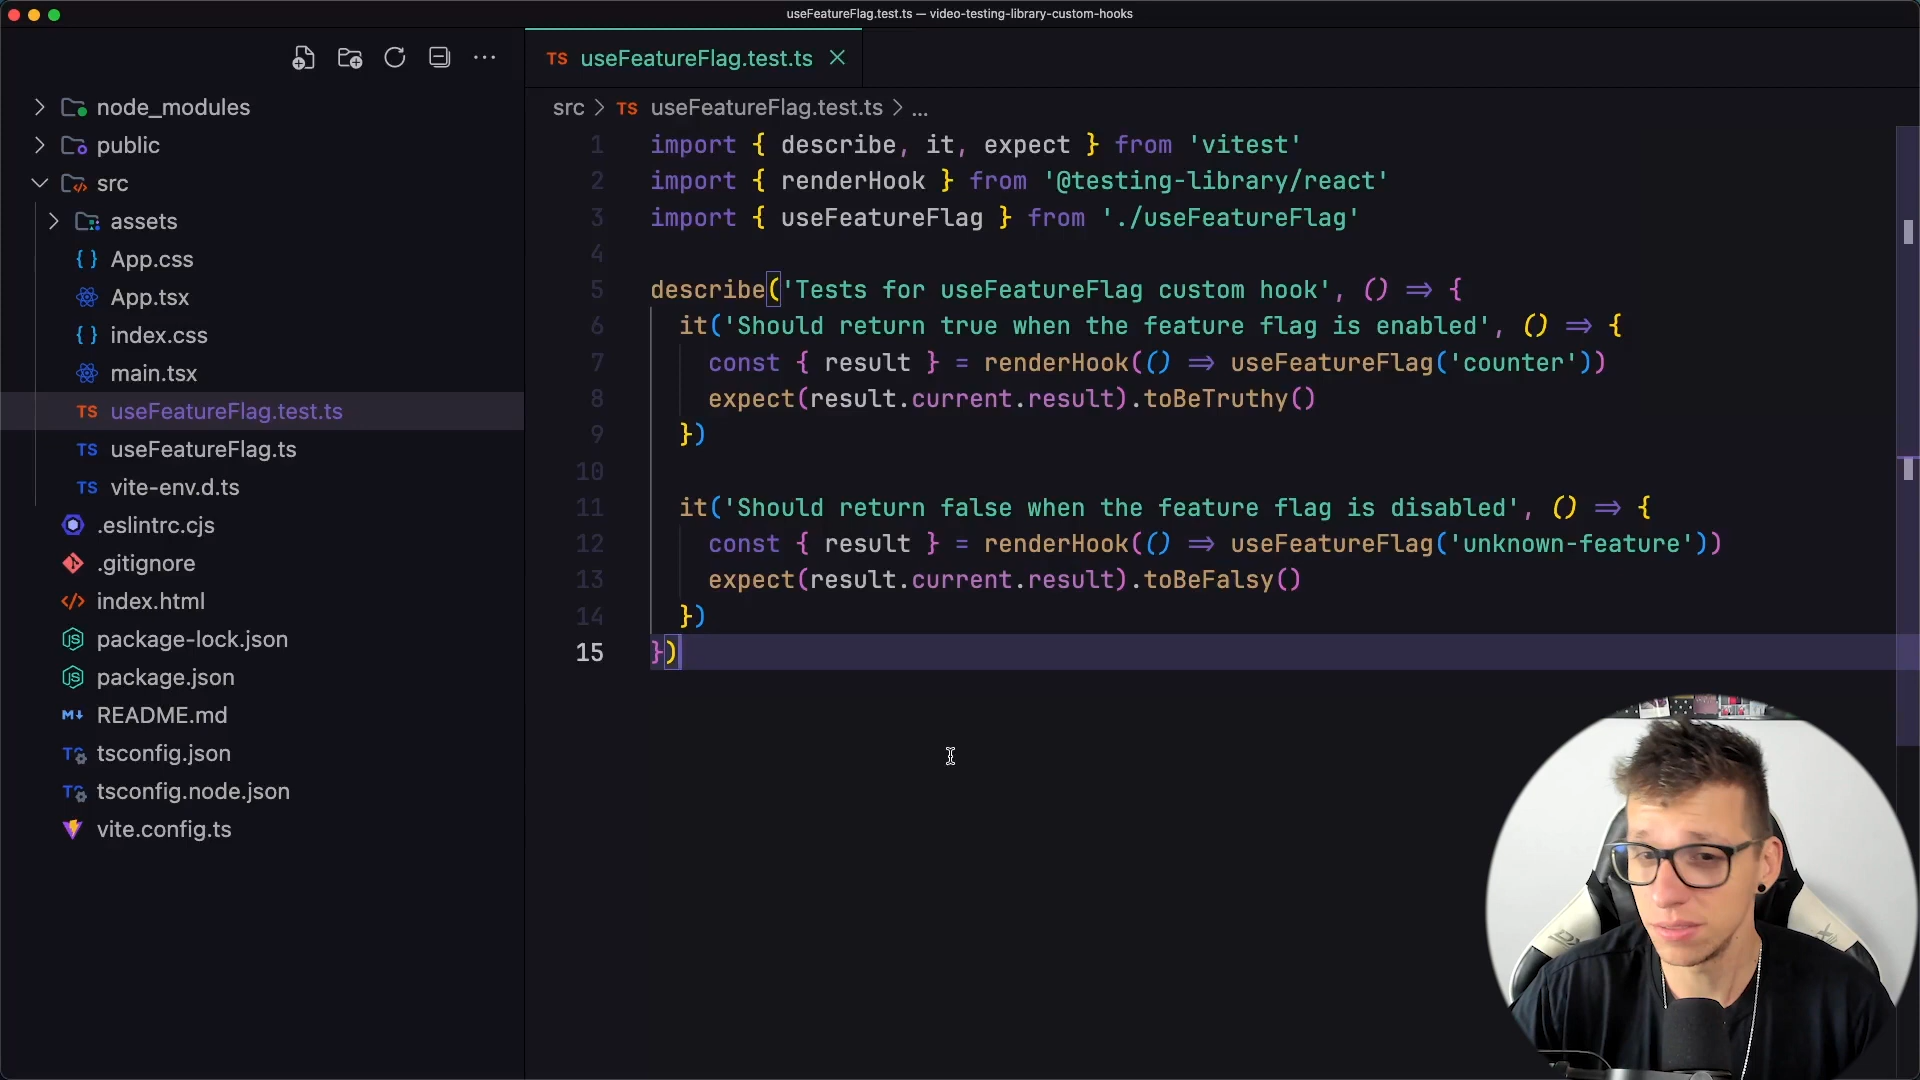 useFeatureFlag.test.ts — video-testing-library-custom-hooks
node_modules
public
src
assets
App.css
App.tsx
index.css
main.tsx
useFeatureFlag.test.ts
useFeatureFlag.ts
vite-env.d.ts
.eslintrc.cjs
.gitignore
index.html
package-lock.json
package.json
README.md
tsconfig.json
tsconfig.node.json
vite.config.ts
TS useFeatureFlag.test.ts
src > TS useFeatureFlag.test.ts > ...
1 import { describe, it, expect } from 'vitest'
2 import { renderHook } from '@testing-library/react'
3 import { useFeatureFlag } from './useFeatureFlag'
4
5 describe('Tests for useFeatureFlag custom hook', () => {
6 it('Should return true when the feature flag is enabled', () => {
7 const { result } = renderHook(() => useFeatureFlag('counter'))
8 expect(result.current.result).toBeTruthy()
9 })
10
11 it('Should return false when the feature flag is disabled', () => {
12 const { result } = renderHook(() => useFeatureFlag('unknown-feature'))
13 expect(result.current.result).toBeFalsy()
14 })
15 })